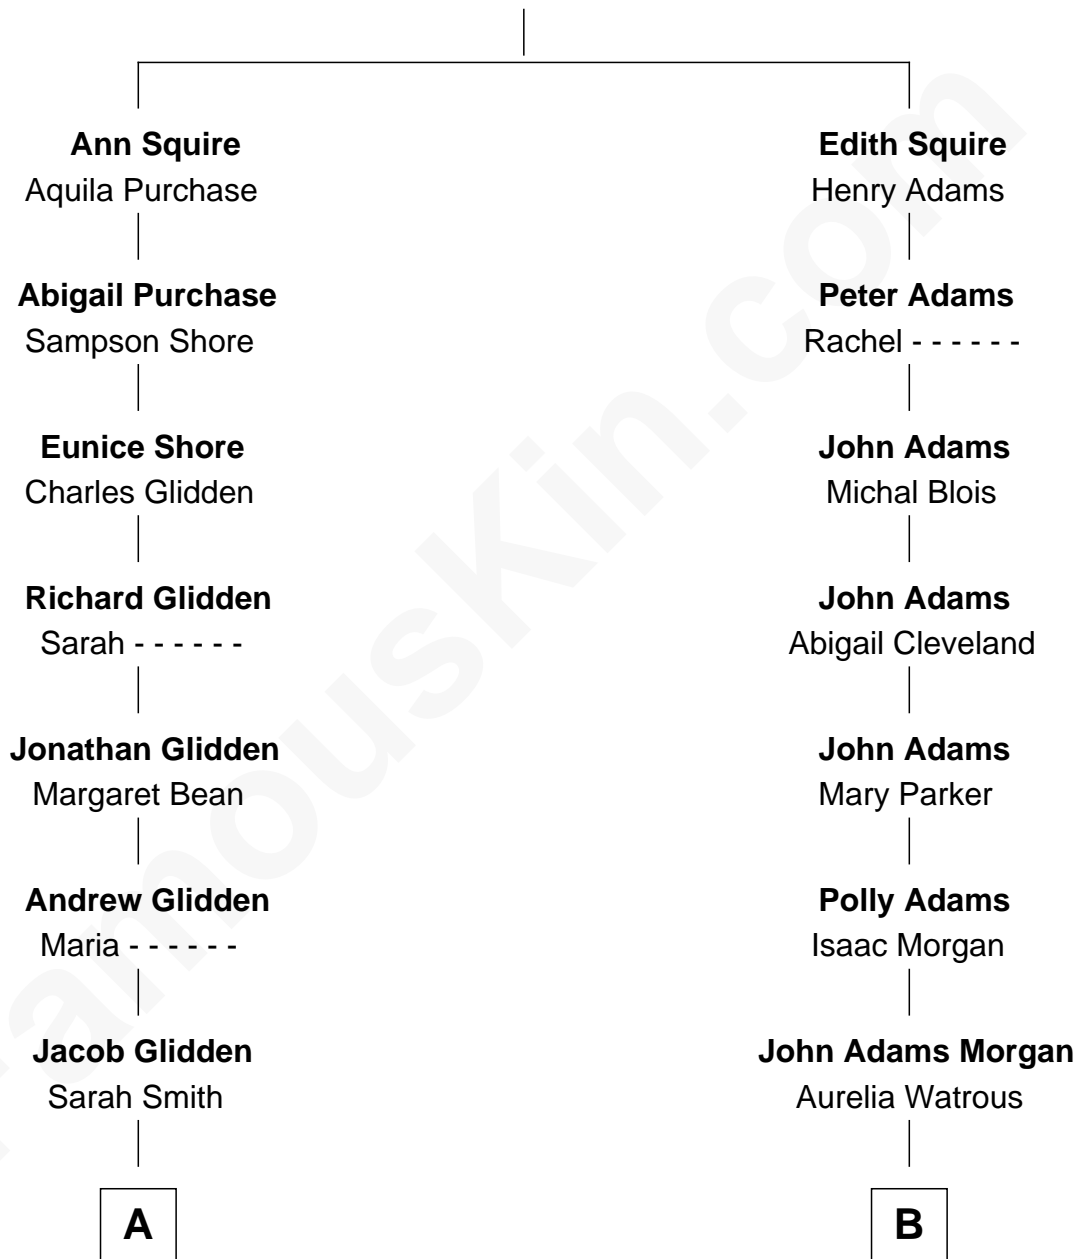 Ann Squire
Aquila Purchase
Abigail Purchase
Sampson Shore
Eunice Shore
Charles Glidden
Richard Glidden
Sarah - - - - - -
Jonathan Glidden
Margaret Bean
Andrew Glidden
Maria - - - - - -
Jacob Glidden
Sarah Smith
A
Edith Squire
Henry Adams
Peter Adams
Rachel - - - - - -
John Adams
Michal Blois
John Adams
Abigail Cleveland
John Adams
Mary Parker
Polly Adams
Isaac Morgan
John Adams Morgan
Aurelia Watrous
B
FamousKin.com